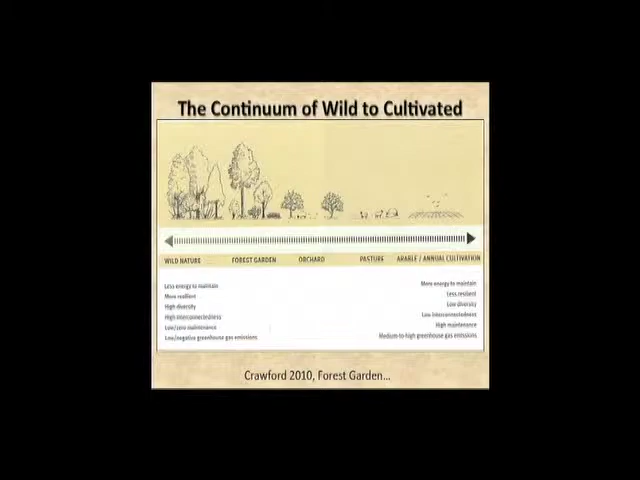 The Continuum of Wild to Cultivated
WILD NATURE FOREST GARDEN ORCHARD PASTURE ARABLE / ANNUAL CULTIVATION
Less energy to maintain
More resilient
High diversity
High interconnectedness
Low/zero maintenance
Low/negative greenhouse gas emissions
More energy to maintain
Less resilient
Low diversity
Low interconnectedness
High maintenance
Medium to high greenhouse gas emissions
Crawford 2010, Forest Garden...